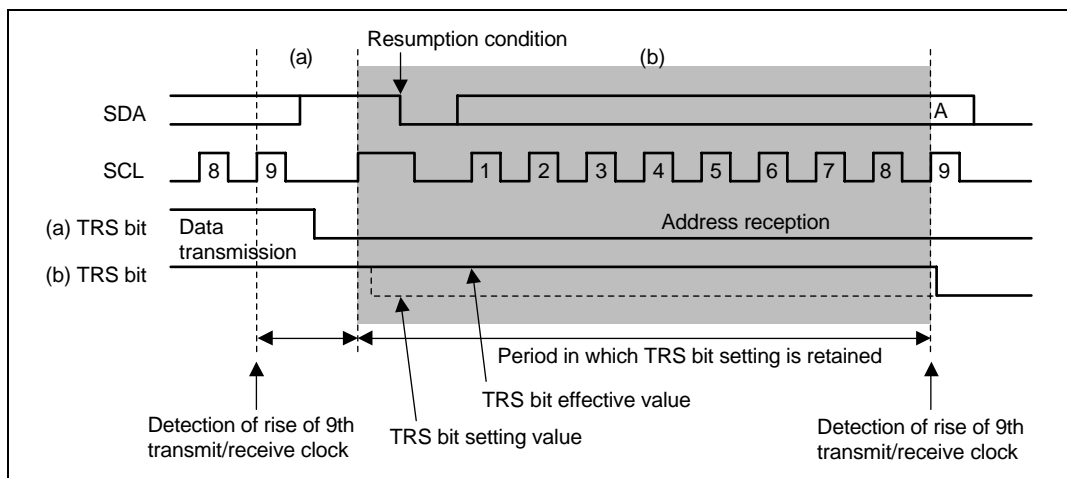 Resumption condition
(a)
(b)
SDA
A
SCL
8
9
1
2
3
4
5
6
7
8
9
(a) TRS bit
Data
transmission
Address reception
(b) TRS bit
Period in which TRS bit setting is retained
TRS bit effective value
TRS bit setting value
Detection of rise of 9th
transmit/receive clock
Detection of rise of 9th
transmit/receive clock